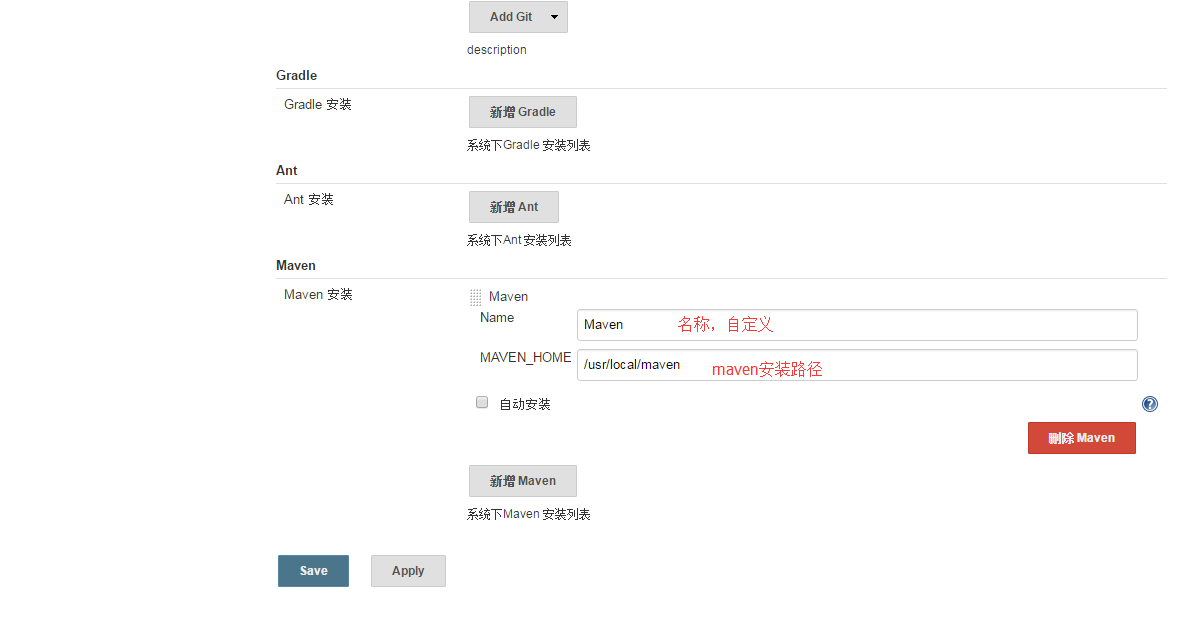 Add Git
description
Gradle
Gradle 安装
新增 Gradle
系统下Gradle 安装列表
Ant
Ant 安装
新增 Ant
系统下Ant 安装列表
Maven
Maven 安装
Maven
Name
Maven 名称，自定义
MAVEN_HOME
/usr/local/maven maven安装路径
自动安装
?
删除 Maven
新增 Maven
系统下Maven 安装列表
Save Apply